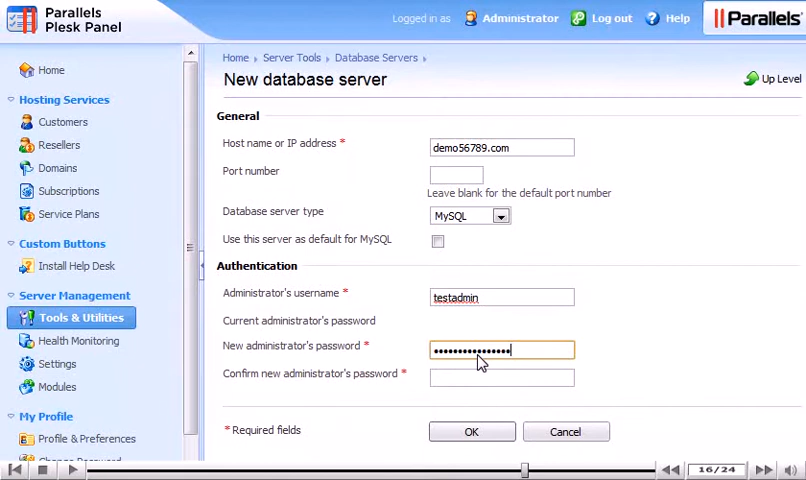 Parallels
Plesk Panel
Logged in as Administrator Log out Help
Parallels
Home
Hosting Services
Customers
Resellers
Domains
Subscriptions
Service Plans
Custom Buttons
Install Help Desk
Server Management
Tools & Utilities
Health Monitoring
Settings
Modules
My Profile
Profile & Preferences
Change Password
Home > Server Tools > Database Servers >
New database server
Up Level
General
Host name or IP address * demo56789.com
Port number
Leave blank for the default port number
Database server type MySQL
Use this server as default for MySQL
Authentication
Administrator's username * testadmin
Current administrator's password
New administrator's password * ••••••••••••••••
Confirm new administrator's password *
* Required fields OK Cancel
16/24